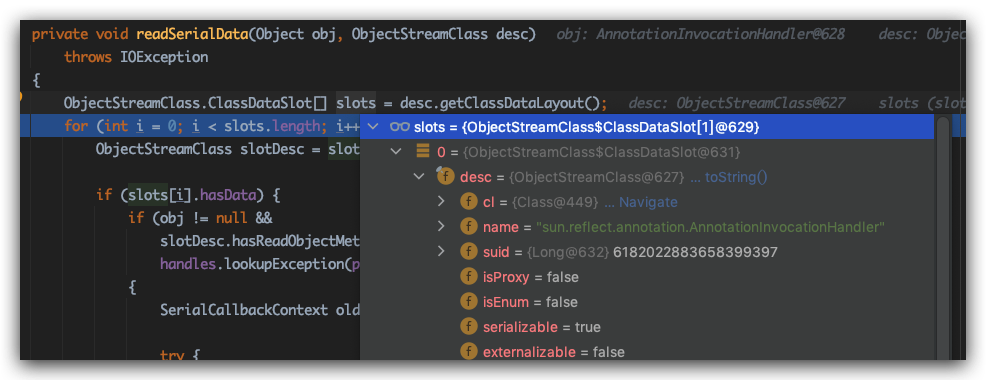 private void readSerialData(Object obj, ObjectStreamClass desc) obj: AnnotationInvocationHandler@628 desc: Objec
throws IOException
{
ObjectStreamClass.ClassDataSlot[] slots = desc.getClassDataLayout(); desc: ObjectStreamClass@627 slots (slot
for (int i = 0; i < slots.length; i++
slots = {ObjectStreamClass$ClassDataSlot[1]@629}
ObjectStreamClass slotDesc = slot
0 = {ObjectStreamClass$ClassDataSlot@631}
f desc = {ObjectStreamClass@627} ... toString()
if (slots[i].hasData) {
f cl = {Class@449} ... Navigate
if (obj != null &&
f name = "sun.reflect.annotation.AnnotationInvocationHandler"
slotDesc.hasReadObjectMet
f suid = {Long@632} 6182022883658399397
handles.lookupException(p
f isProxy = false
{
f isEnum = false
SerialCallbackContext old
f serializable = true
try {
f externalizable = false